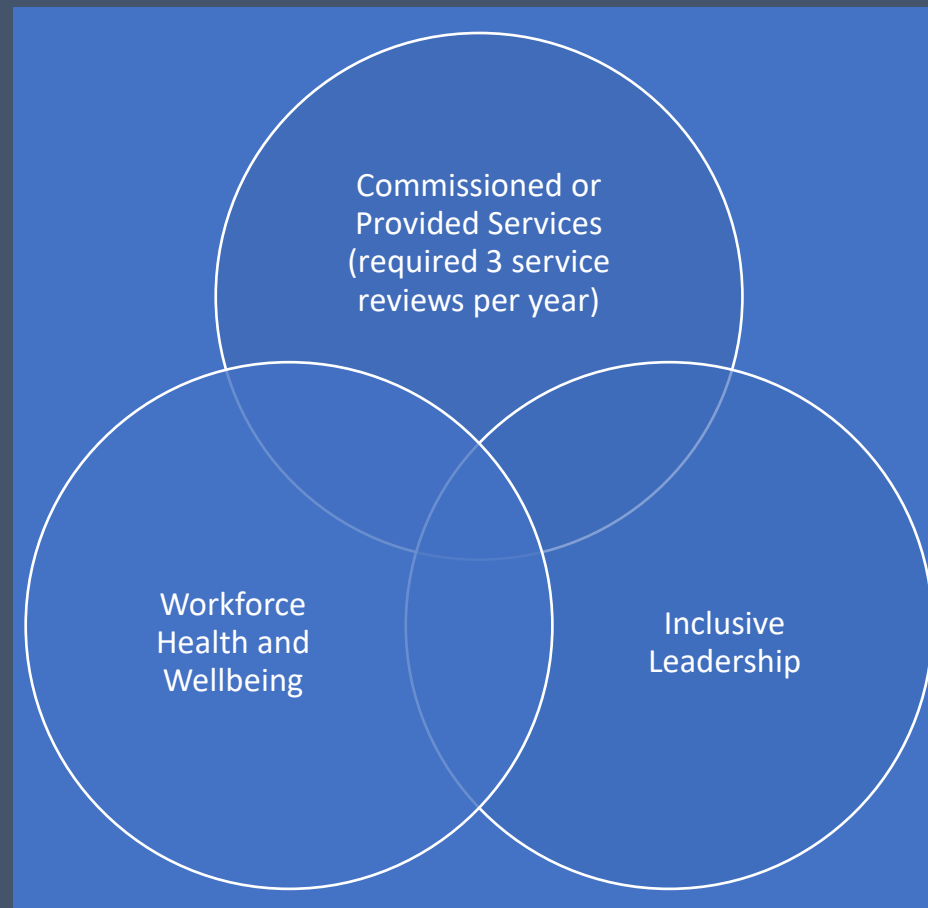 Commissioned or
Provided Services
(required 3 service
reviews per year)
Workforce
Health and
Wellbeing
Inclusive
Leadership